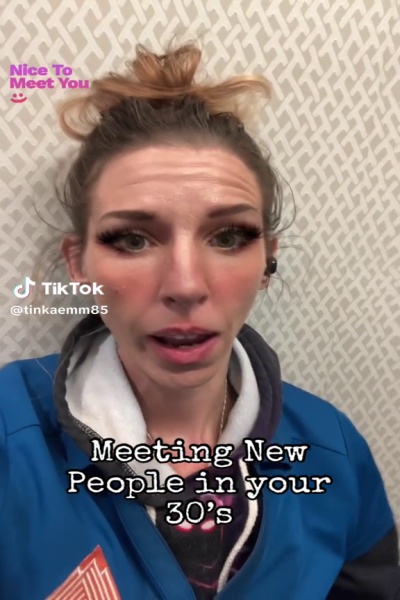 Nice To
Meet You
TikTok
@tinkaemm85
Meeting New
People in your
30's